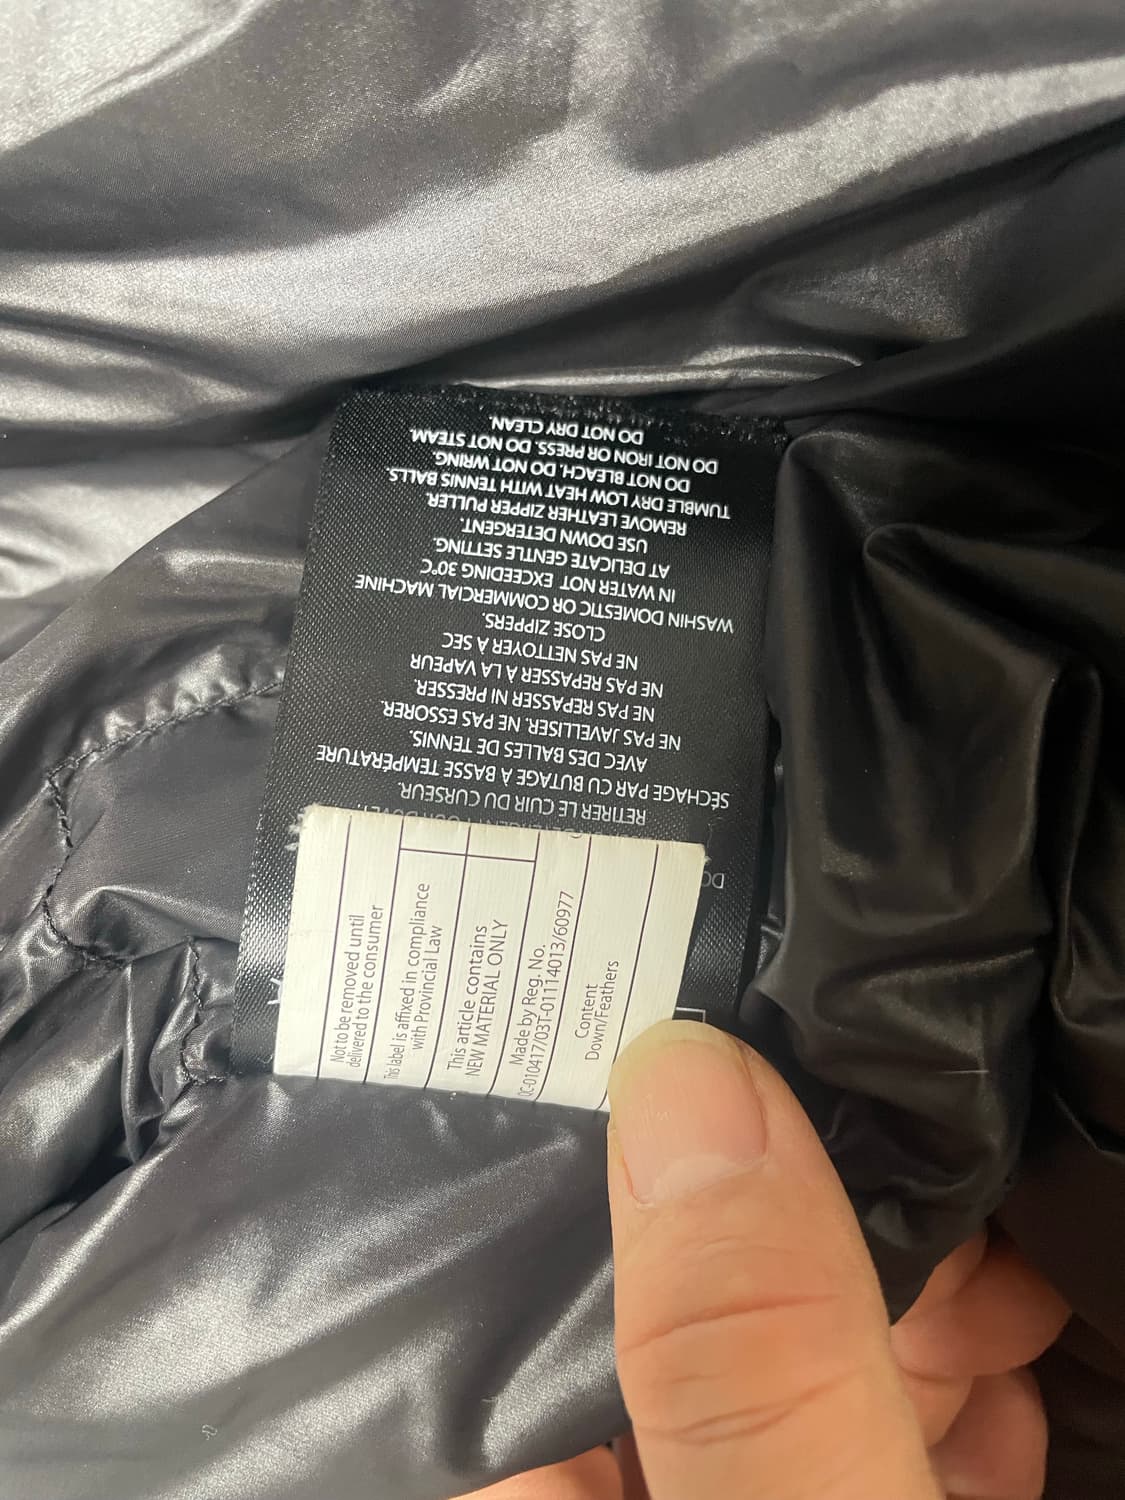 RETIRER LE CUIR DU CURSEUR.
SÉCHAGE PAR CU BUTAGE À BASSE TEMPÉRATURE
AVEC DES BALLES DE TENNIS.
NE PAS JAVELLISER. NE PAS ESSORER.
NE PAS REPASSER NI PRESSER.
NE PAS REPASSER À LA VAPEUR
NE PAS NETTOYER A SEC
CLOSE ZIPPERS.
WASHIN DOMESTIC OR COMMERCIAL MACHINE
IN WATER NOT EXCEEDING 30°C
AT DELICATE GENTLE SETTING.
USE DOWN DETERGENT.
REMOVE LEATHER ZIPPER PULLER.
TUMBLE DRY LOW HEAT WITH TENNIS BALLS.
DO NOT BLEACH. DO NOT WRING.
DO NOT IRON OR PRESS. DO NOT STEAM.
DO NOT DRY CLEAN.
Not to be removed until
delivered to the consumer
This label is affixed in compliance
with Provincial Law
This article contains
NEW MATERIAL ONLY
Made by Reg. No.
QC-010417/03T-01114013/60977
Content
Down/Feathers